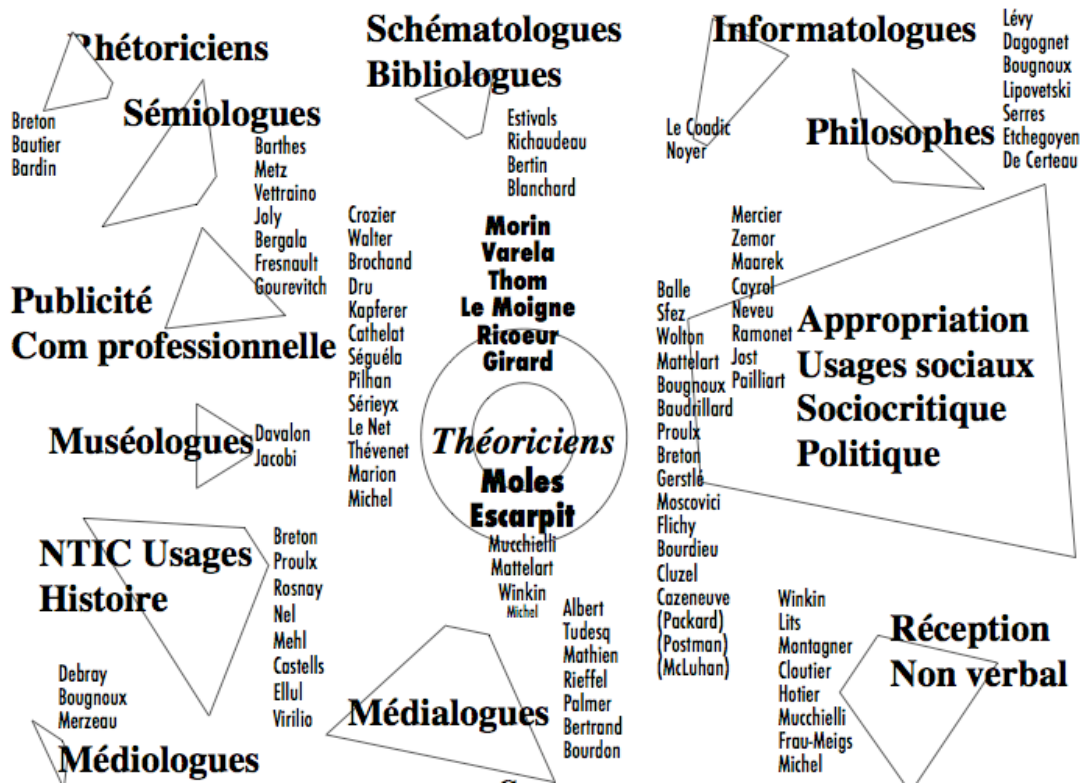 Rhétoriciens
Breton
Bautier
Bardin
Sémiologues
Barthes
Metz
Vettraino
Joly
Bergala
Fresnault
Gourevitch
Schématologues
Bibliologues
Estivals
Richaudeau
Bertin
Blanchard
Informatologues
Le Coadic
Noyer
Philosophes
Lévy
Dagognet
Bougnoux
Lipovetski
Serres
Etchegoyen
De Certeau
Publicité
Com professionnelle
Crozier
Walter
Brochand
Dru
Kapferer
Cathelat
Séguéla
Pilhan
Sérieyx
Le Net
Thévenet
Marion
Michel
Morin
Varela
Thom
Le Moigne
Ricoeur
Girard
Théoriciens
Moles
Escarpit
Mucchielli
Mattelart
Winkin
Michel
Mercier
Zemor
Maarek
Cayrol
Neveu
Ramonet
Jost
Pailliart
Balle
Sfez
Wolton
Mattelart
Bougnoux
Baudrillard
Proulx
Breton
Gerstlé
Moscovici
Flichy
Bourdieu
Cluzel
Cazeneuve
(Packard)
(Postman)
(McLuhan)
Appropriation
Usages sociaux
Sociocritique
Politique
Muséologues
Davalon
Jacobi
NTIC Usages
Histoire
Breton
Proulx
Rosnay
Nel
Mehl
Castells
Ellul
Virilio
Debray
Bougnoux
Merzeau
Médiologues
Médialogues
Albert
Tudesq
Mathien
Rieffel
Palmer
Bertrand
Bourdon
Winkin
Lits
Montagner
Cloutier
Hotier
Mucchielli
Frau-Meigs
Michel
Réception
Non verbal